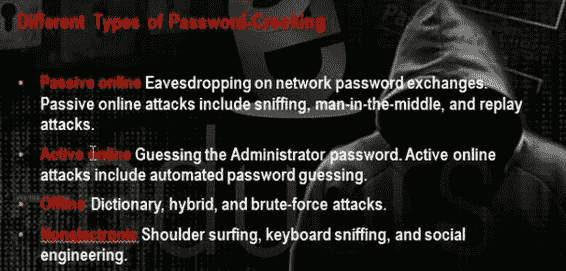 Different Types of Password-Cracking
• Passive online Eavesdropping on network password exchanges.
Passive online attacks include sniffing, man-in-the-middle, and replay
attacks.
• Active online Guessing the Administrator password. Active online
attacks include automated password guessing.
• Offline Dictionary, hybrid, and brute-force attacks.
• Nonelectronic Shoulder surfing, keyboard sniffing, and social
engineering.